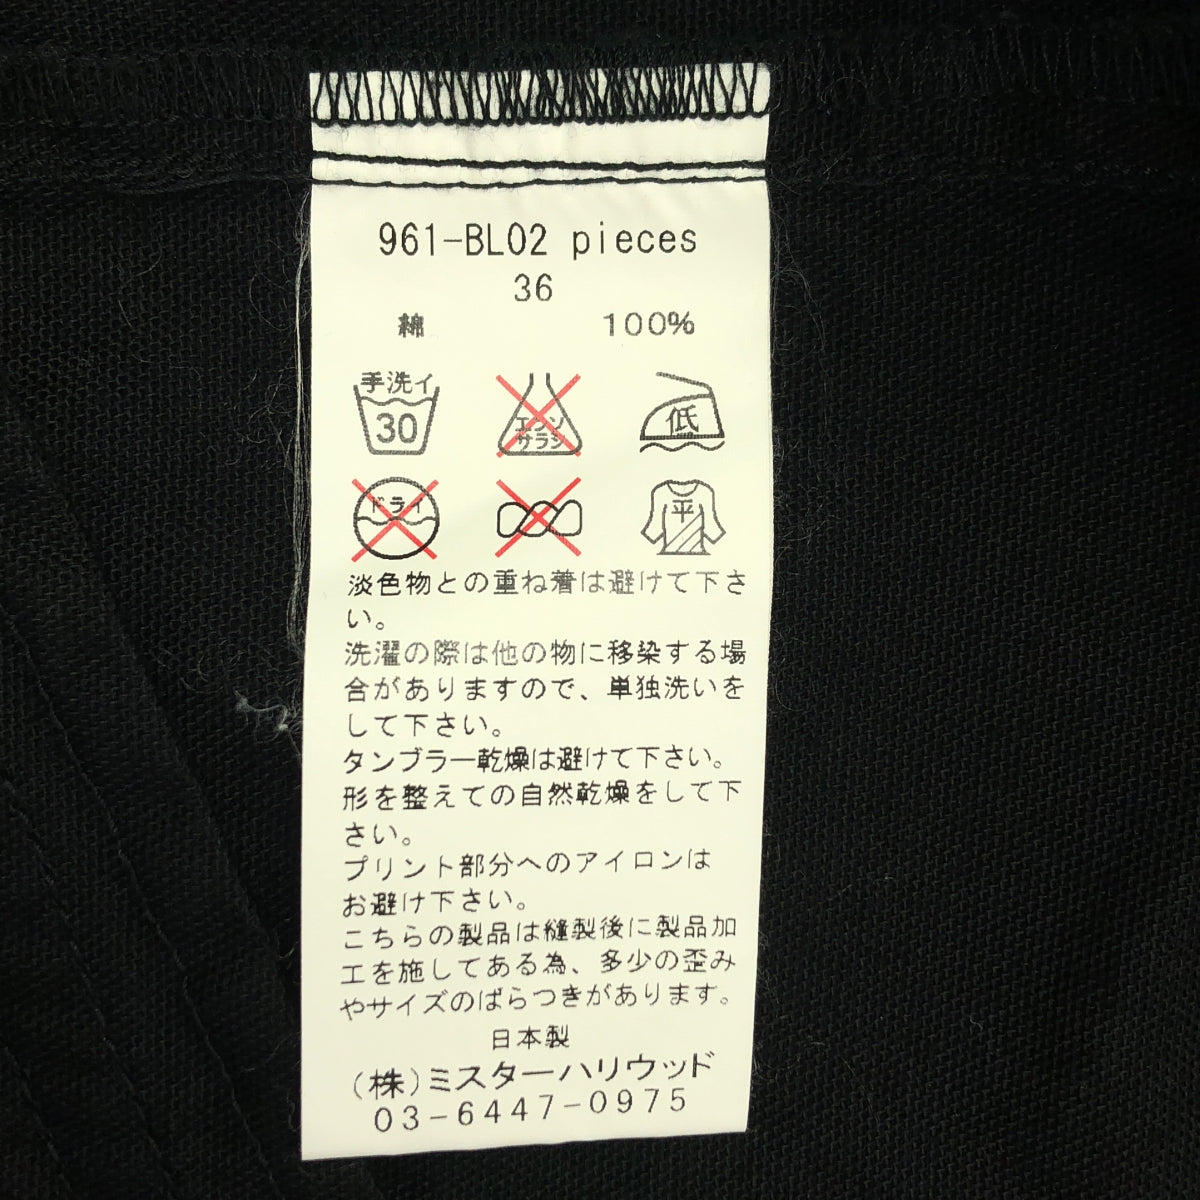 961-BL02 pieces
36
綿 100%
手洗イ エンソ 低
30 サラシ
ドライ 平
淡色物との重ね着は避けて下さ
い。
洗濯の際は他の物に移染する場
合がありますので、単独洗いを
して下さい。
タンブラー乾燥は避けて下さい。
形を整えての自然乾燥をして下
さい。
プリント部分へのアイロンは
お避け下さい。
こちらの製品は縫製後に製品加
工を施してある為、多少の歪み
やサイズのばらつきがあります。
日本製
(株)ミスターハリウッド
03-6447-0975